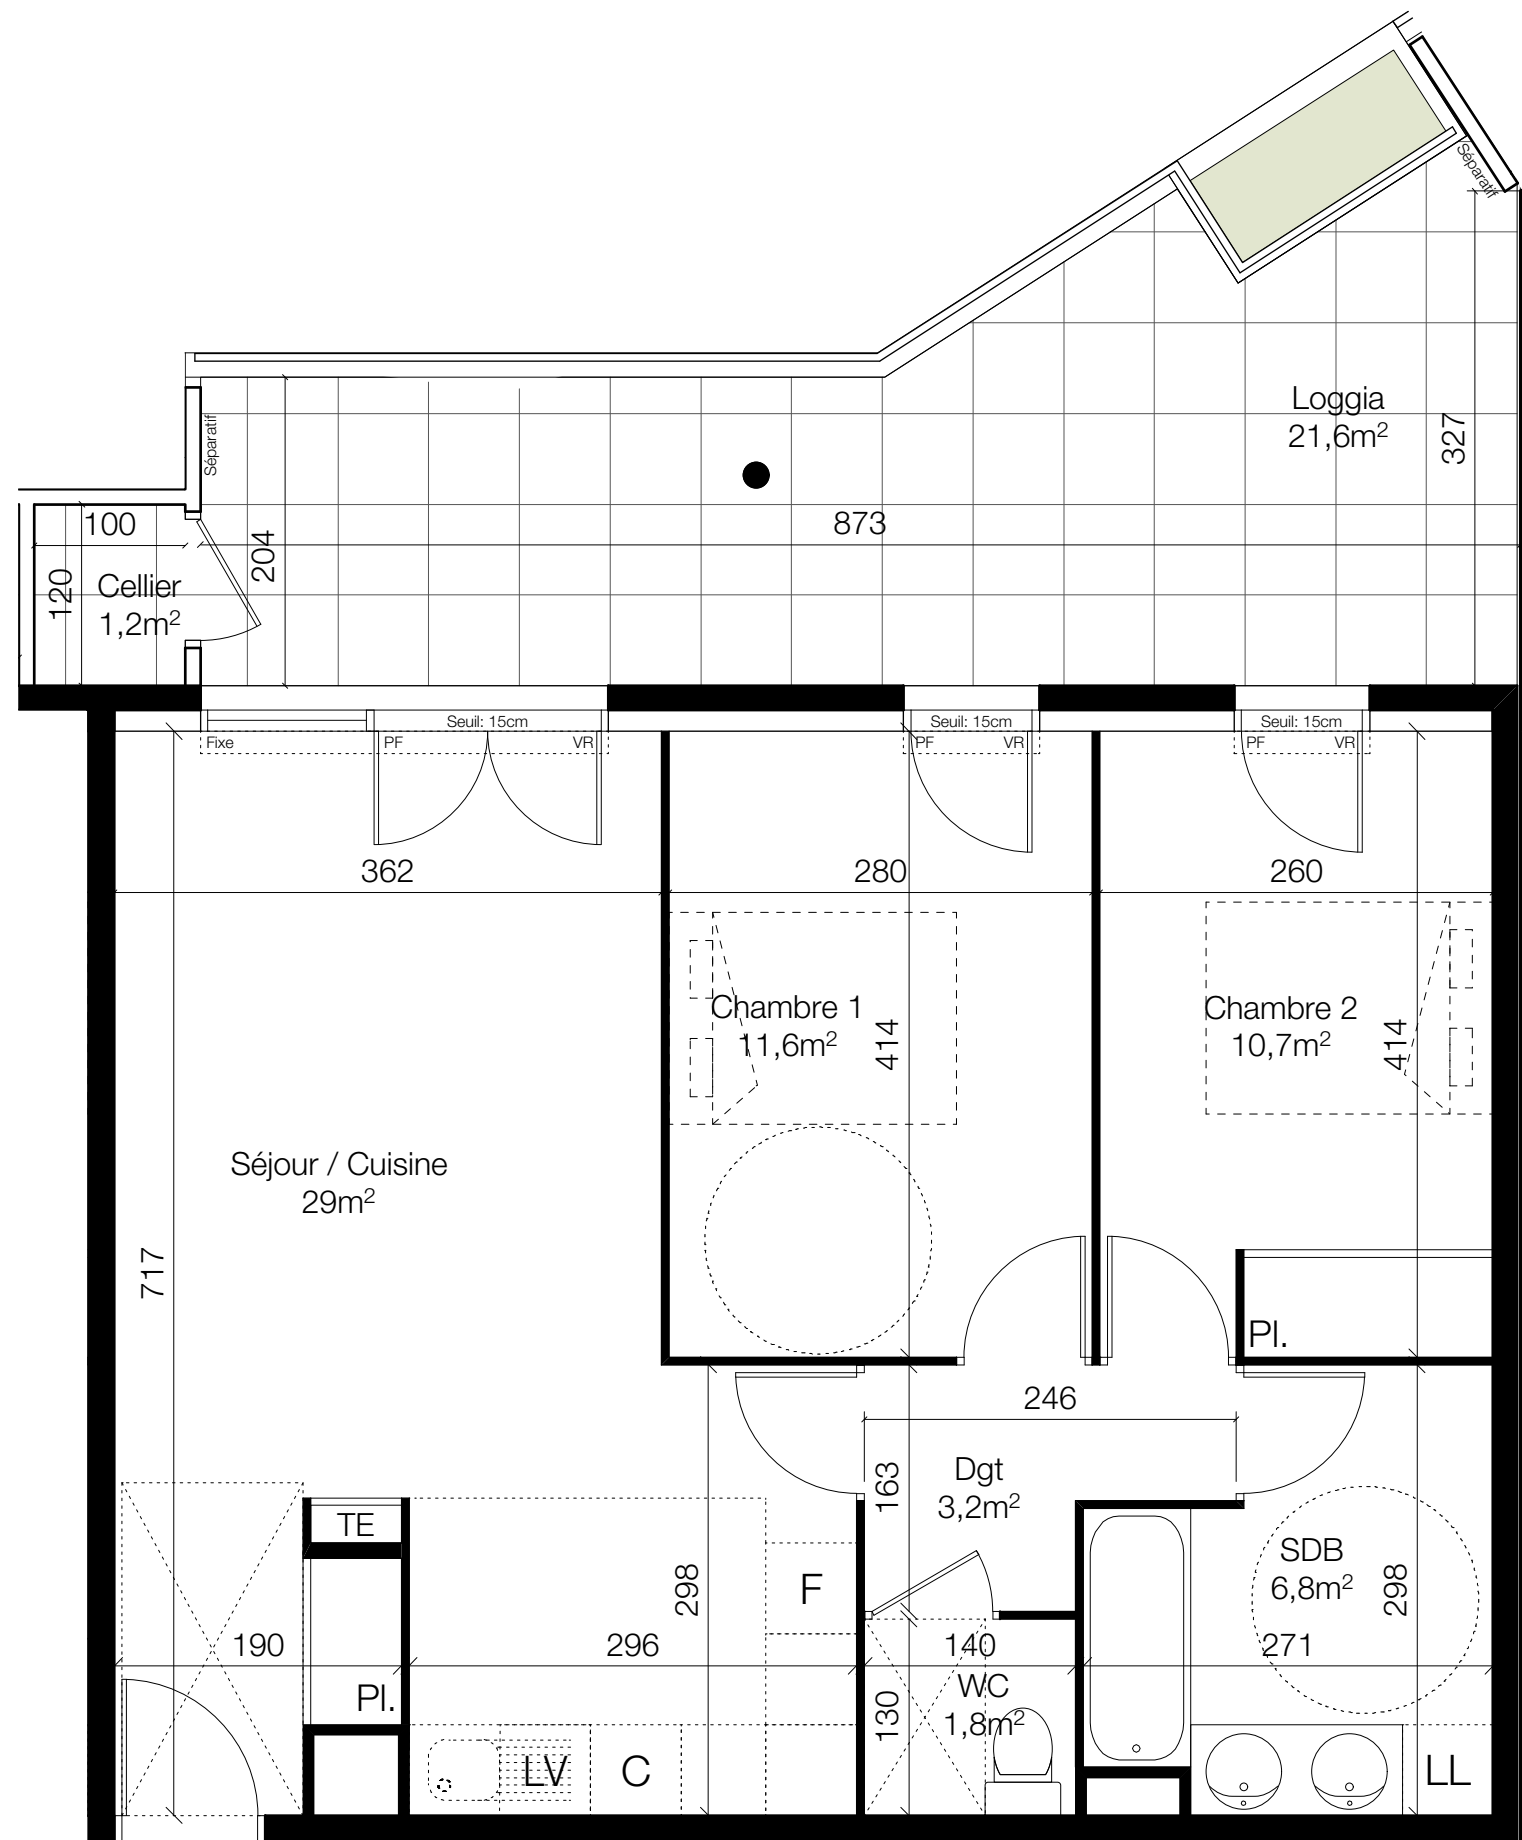 Séparatif
Loggia
21,6m²
327
Séparatif
100
873
204
120
Cellier
1,2m²
Seuil: 15cm
Seuil: 15cm
Seuil: 15cm
Fixe
PF
VR
PF
VR
PF
VR
362
280
260
Chambre 1
11,6m²
414
Chambre 2
10,7m²
414
Séjour / Cuisine
29m²
717
Pl.
246
163
Dgt
3,2m²
TE
298
F
SDB
6,8m²
298
190
296
140
271
Pl.
130
WC
1,8m²
LV
C
LL